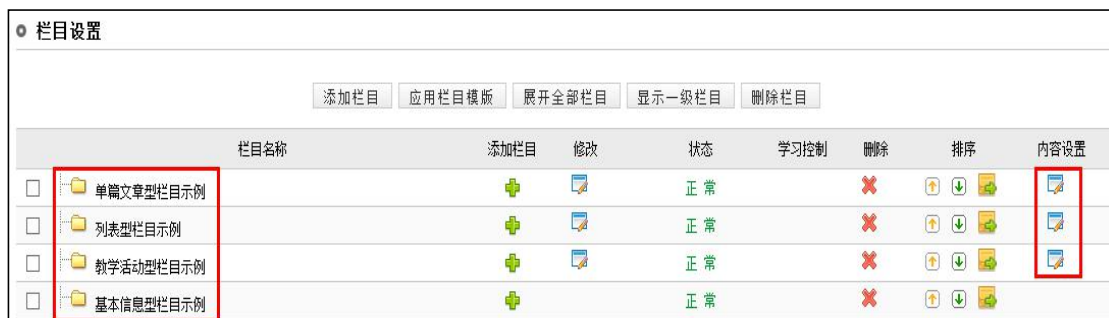 栏目设置
添加栏目 应用栏目模版 展开全部栏目 显示一级栏目 删除栏目
栏目名称 添加栏目 修改 状态 学习控制 删除 排序 内容设置
单篇文章型栏目示例 正常
列表型栏目示例 正常
教学活动型栏目示例 正常
基本信息型栏目示例 正常